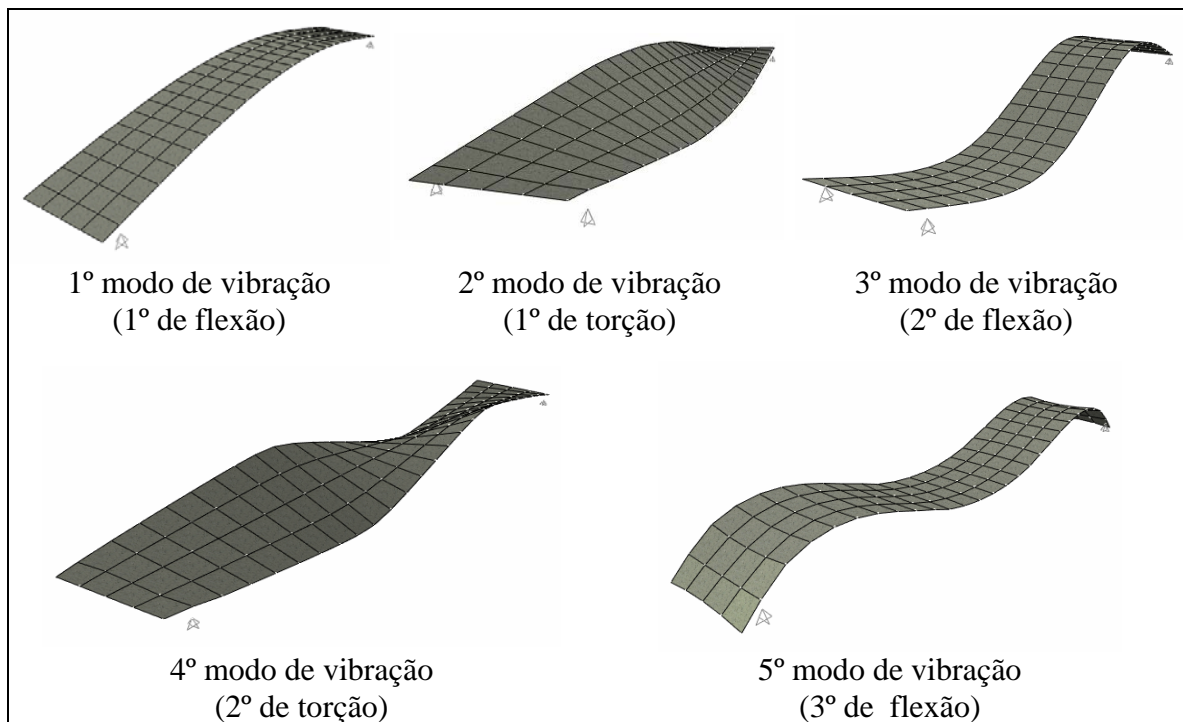 1º modo de vibração
(1º de flexão)
2º modo de vibração
(1º de torção)
3º modo de vibração
(2º de flexão)
4º modo de vibração
(2º de torção)
5º modo de vibração
(3º de  flexão)